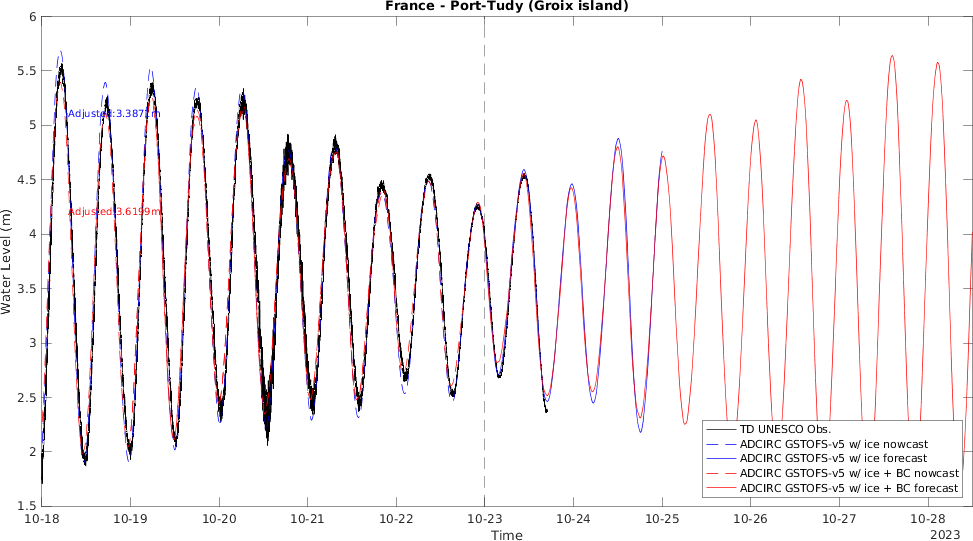 France - Port-Tudy (Groix island)
6
5.5
5
4.5
4
3.5
3
2.5
2
1.5
Water Level (m)
Adjusted:3.3872m
Adjusted:3.6199m
TD UNESCO Obs.
ADCIRC GSTOFS-v5 w/ ice nowcast
ADCIRC GSTOFS-v5 w/ ice forecast
ADCIRC GSTOFS-v5 w/ ice + BC nowcast
ADCIRC GSTOFS-v5 w/ ice + BC forecast
10-18 10-19 10-20 10-21 10-22 10-23 10-24 10-25 10-26 10-27 10-28
Time
2023